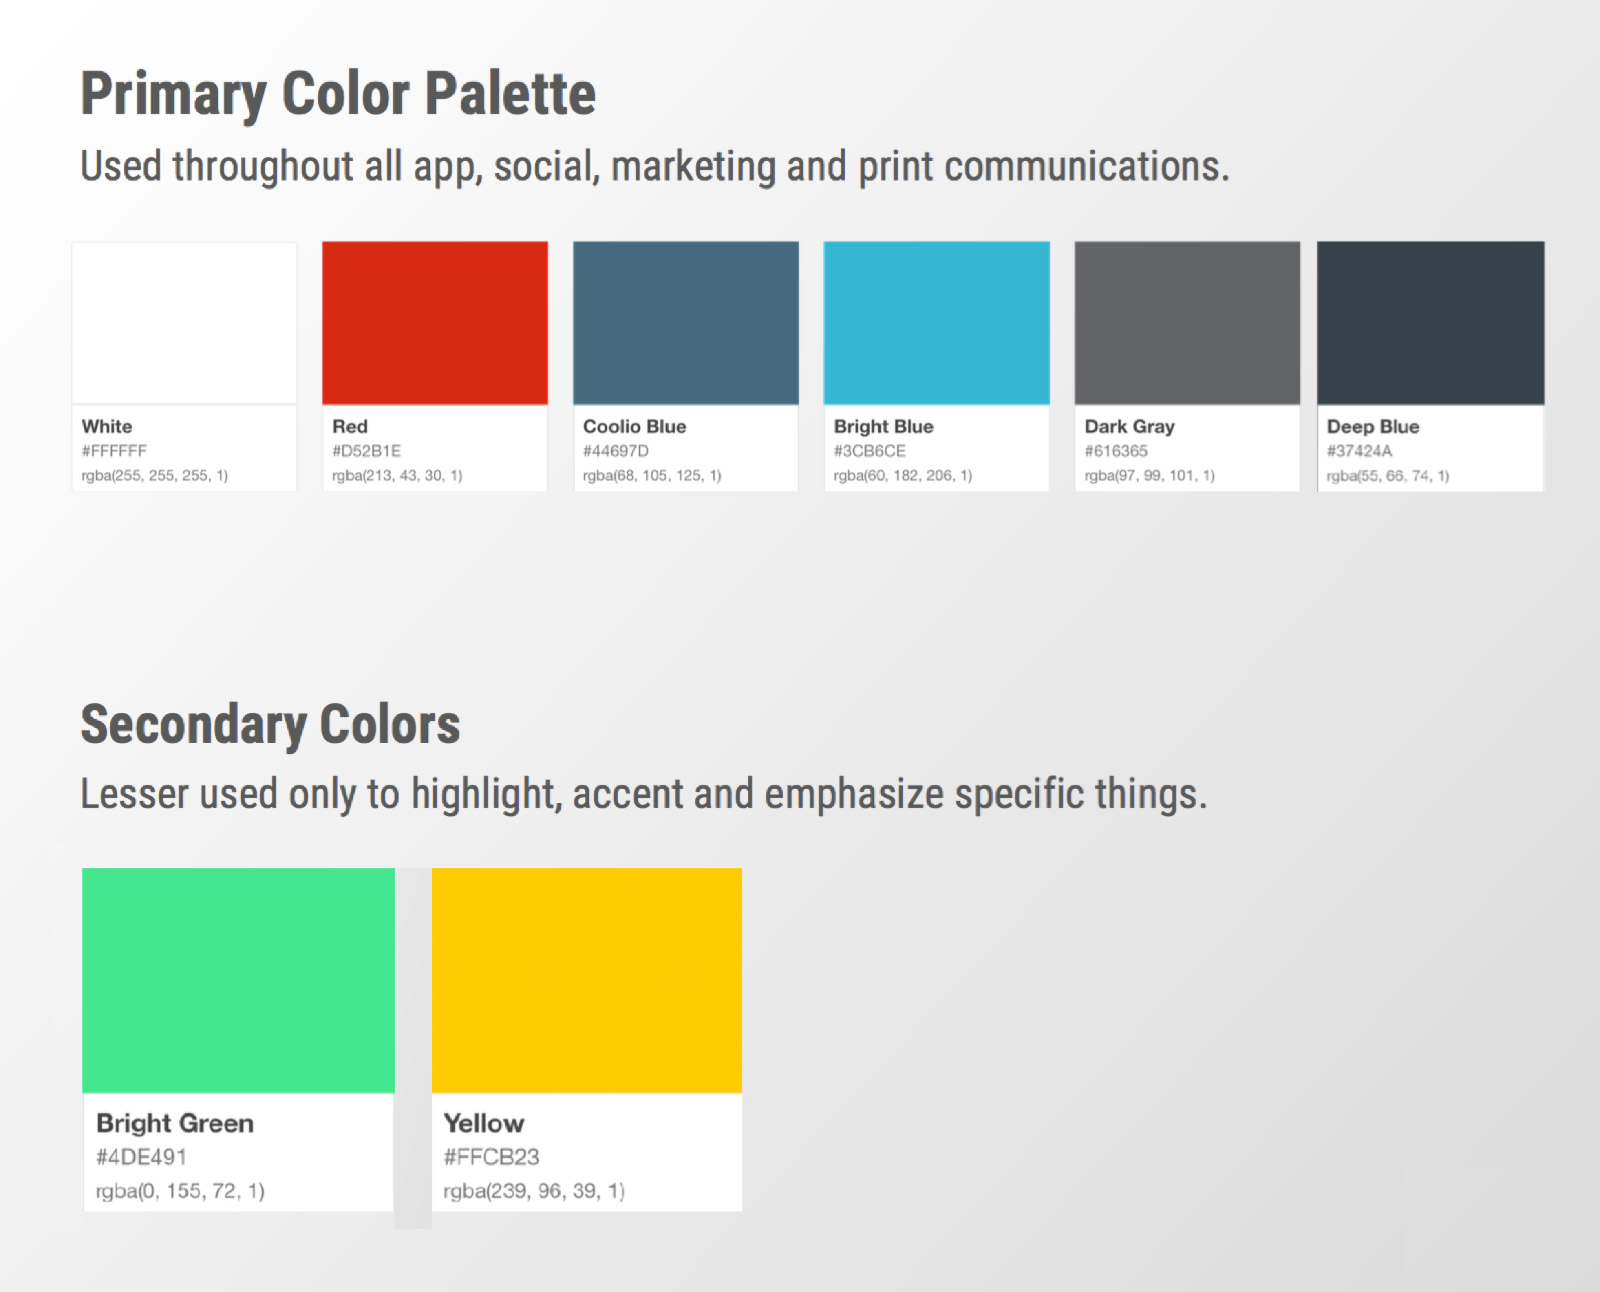 Primary Color Palette
Used throughout all app, social, marketing and print communications.
White
#FFFFFF
rgba(255, 255, 255, 1)
Red
#D52B1E
rgba(213, 43, 30, 1)
Coolio Blue
#44697D
rgba(68, 105, 125, 1)
Bright Blue
#3CB6CE
rgba(60, 182, 206, 1)
Dark Gray
#616365
rgba(97, 99, 101, 1)
Deep Blue
#37424A
rgba(55, 66, 74, 1)
Secondary Colors
Lesser used only to highlight, accent and emphasize specific things.
Bright Green
#4DE491
rgba(0, 155, 72, 1)
Yellow
#FFCB23
rgba(239, 96, 39, 1)